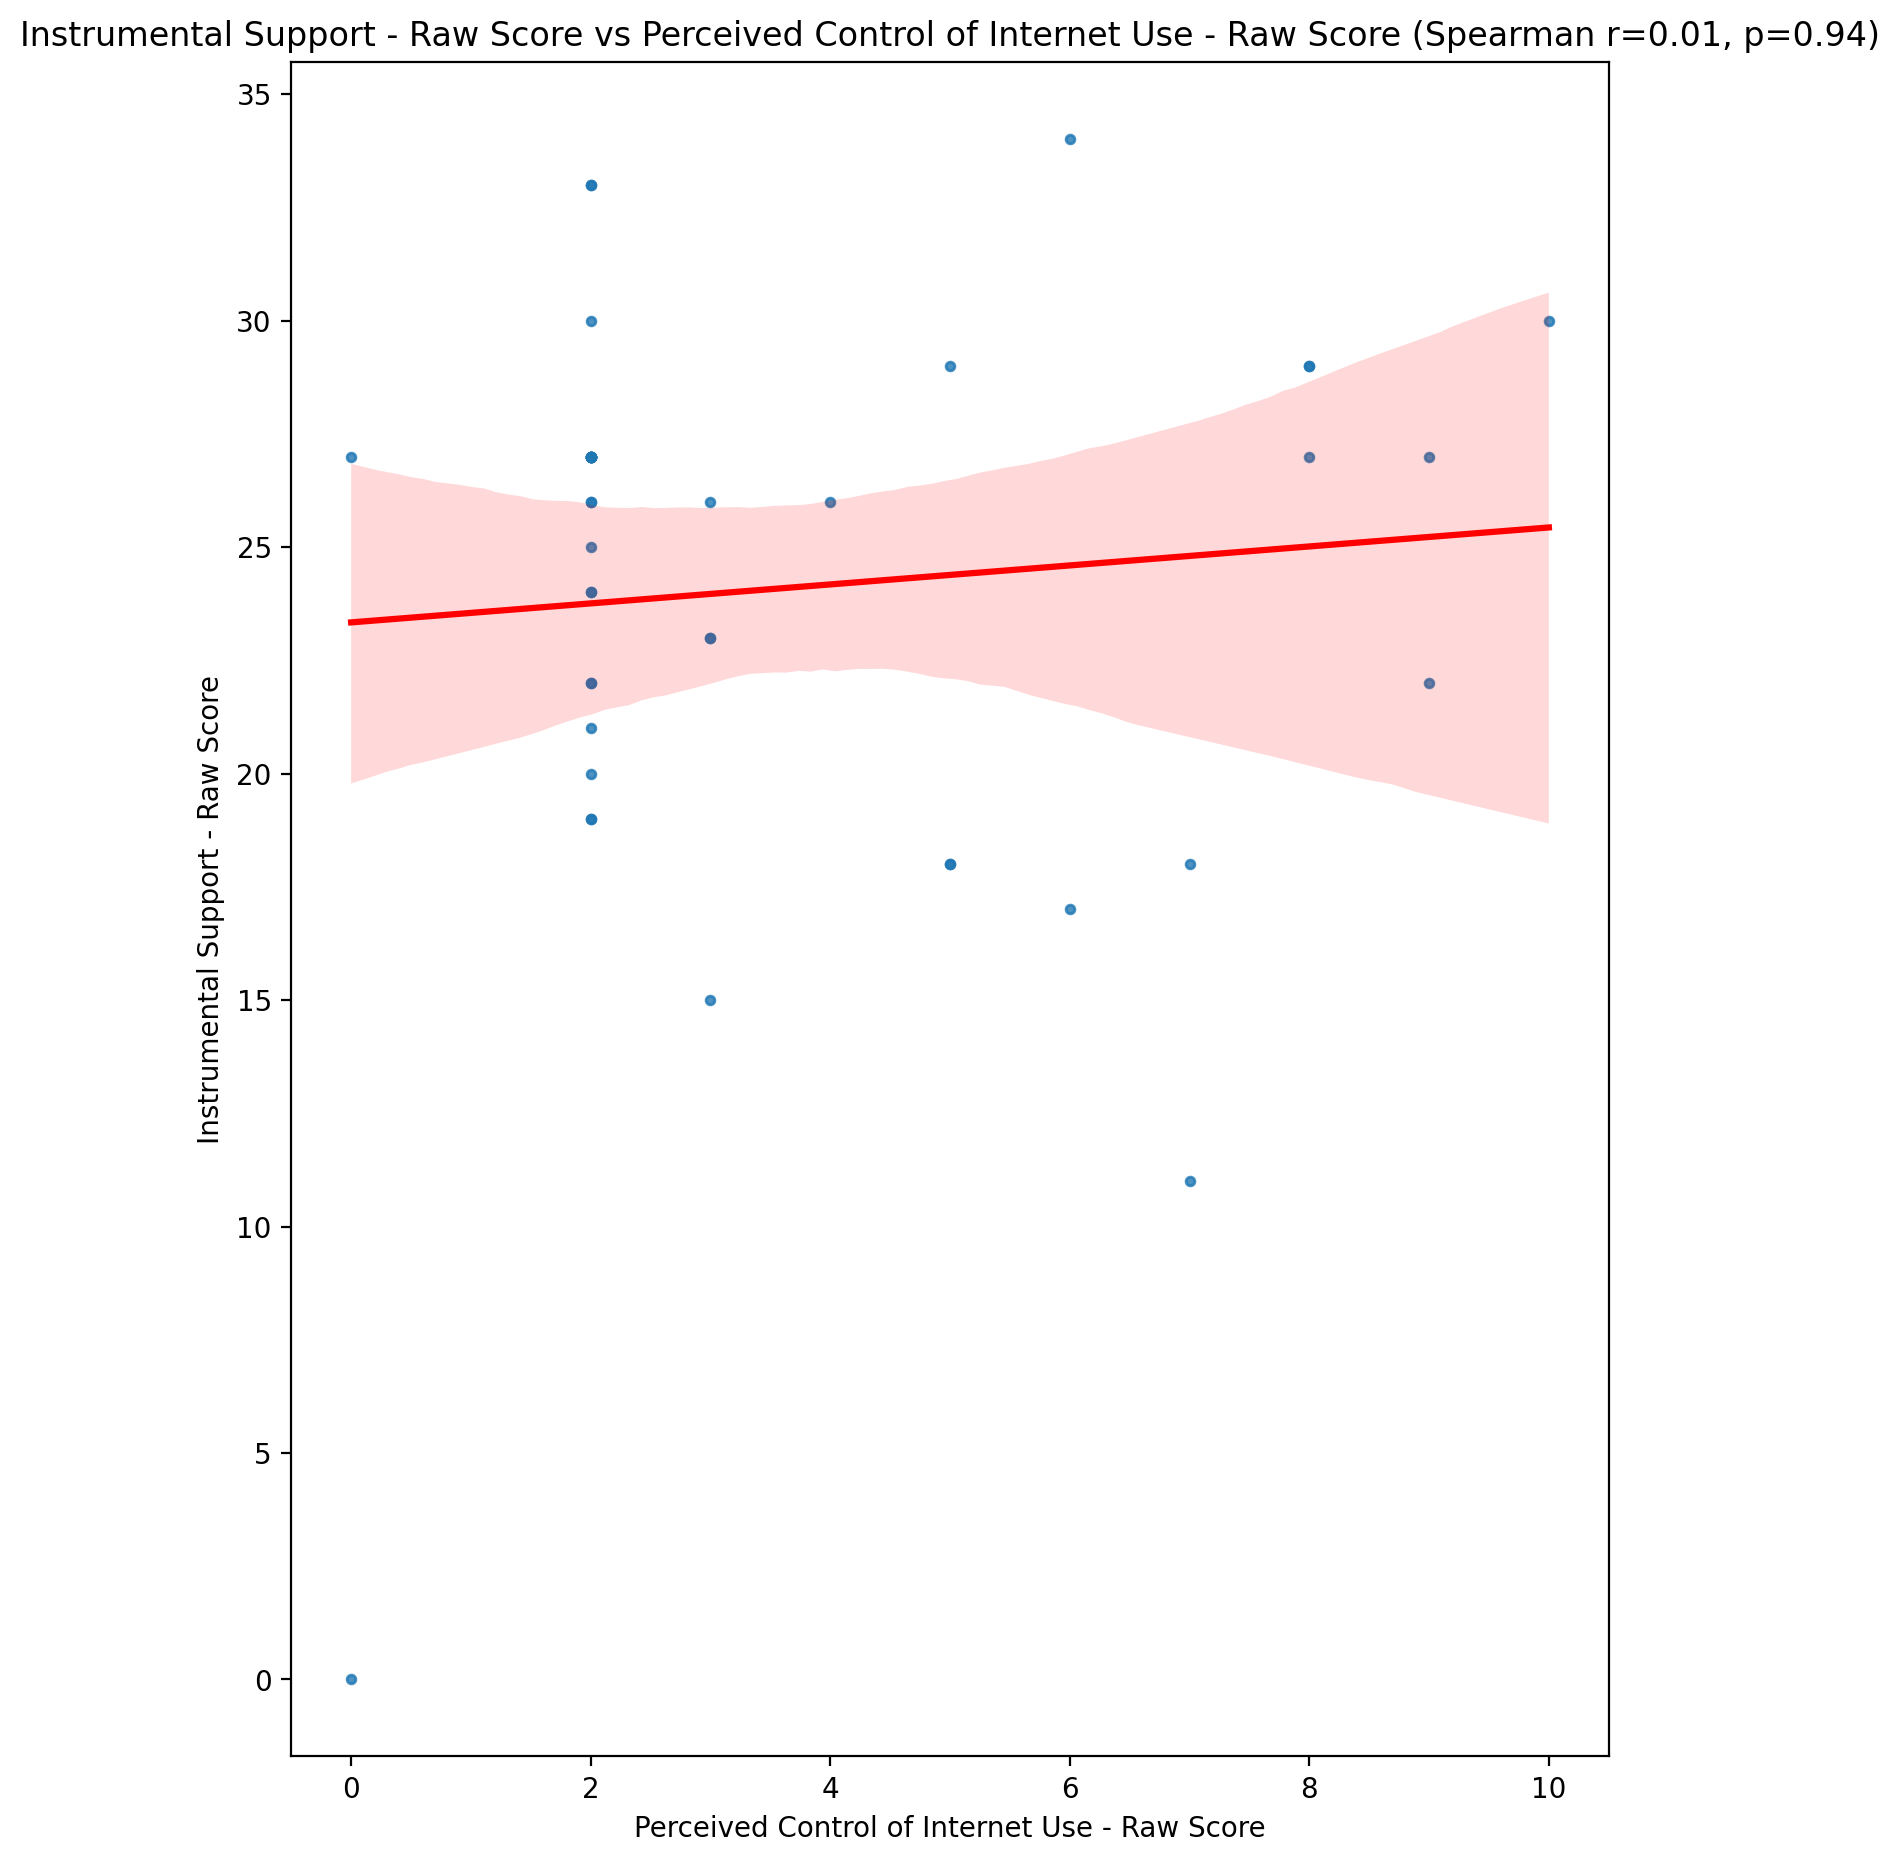 Instrumental Support - Raw Score vs Perceived Control of Internet Use - Raw Score (Spearman r=0.01, p=0.94)
35
30
25
20
15
10
5
0
Instrumental Support - Raw Score
0 2 4 6 8 10
Perceived Control of Internet Use - Raw Score